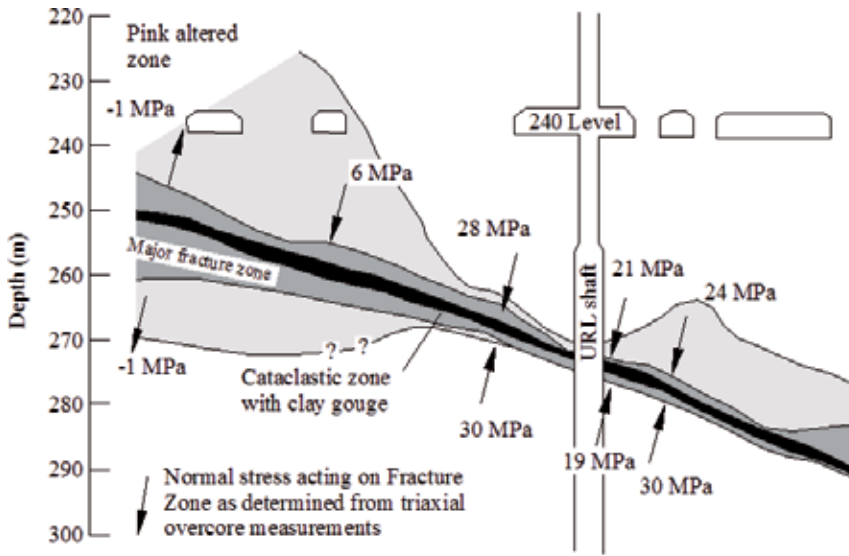 220
Pink altered
zone
230
-1 MPa
240
240 Level
6 MPa
250
28 MPa
Major fracture zone
260
URL shaft
21 MPa
24 MPa
Depth (m)
270
? ?
-1 MPa
Cataclastic zone
with clay gouge
280
30 MPa
19 MPa
30 MPa
290
Normal stress acting on Fracture
Zone as determined from triaxial
overcore measurements
300